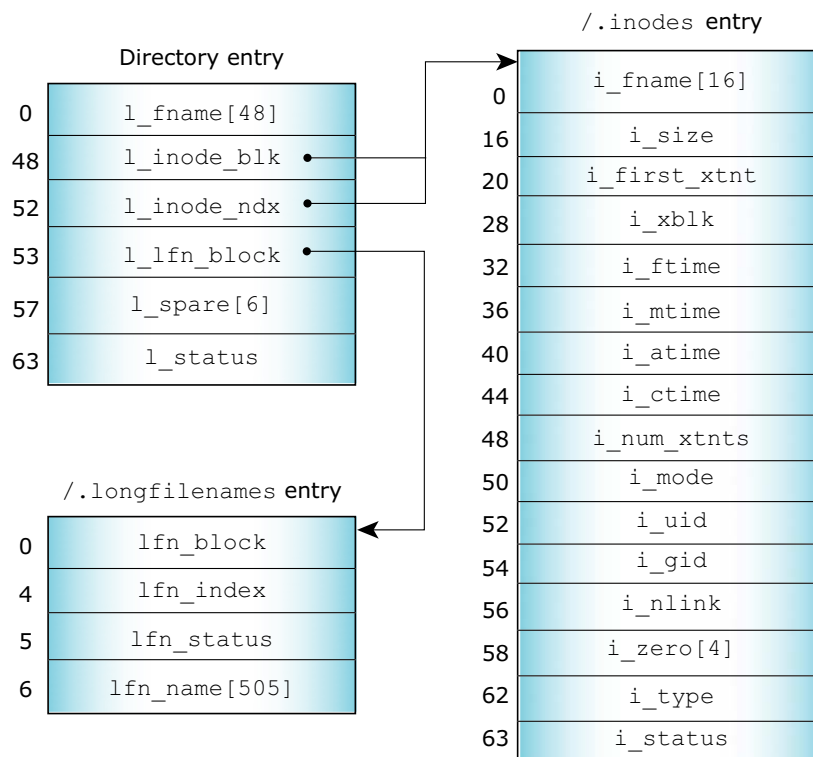 Directory entry
0 l_fname[48]
48 l_inode_blk
52 l_inode_ndx
53 l_lfn_block
57 l_spare[6]
63 l_status
/.longfilenames entry
0 lfn_block
4 lfn_index
5 lfn_status
6 lfn_name[505]
/.inodes entry
0 i_fname[16]
16 i_size
20 i_first_xtnt
28 i_xblk
32 i_ftime
36 i_mtime
40 i_atime
44 i_ctime
48 i_num_xtnts
50 i_mode
52 i_uid
54 i_gid
56 i_nlink
58 i_zero[4]
62 i_type
63 i_status